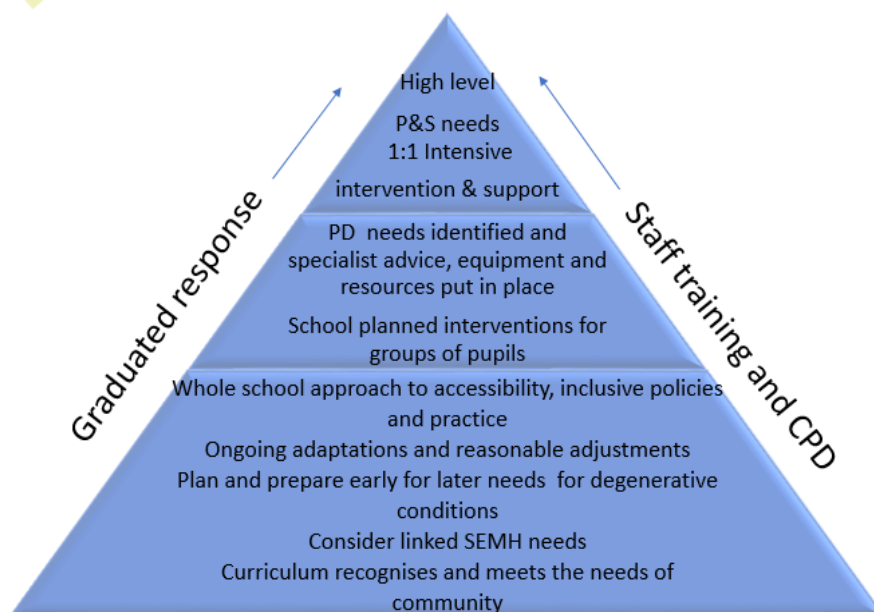 High level
P&S needs
1:1 Intensive
intervention & support
PD  needs identified and
specialist advice, equipment and
resources put in place
School planned interventions for
groups of pupils
Whole school approach to accessibility, inclusive policies
and practice
Ongoing adaptations and reasonable adjustments
Plan and prepare early for later needs  for degenerative
conditions
Consider linked SEMH needs
Curriculum recognises and meets the needs of
community
Graduated response
Staff training and CPD